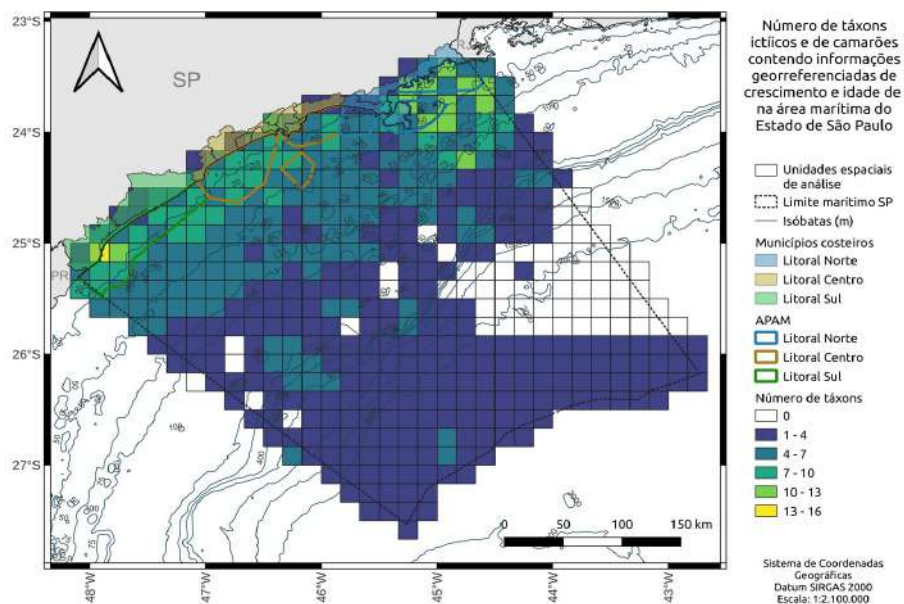 Número de táxons
ictíicos e de camarões
contendo informações
georreferenciadas de
crescimento e idade de
na área marítima do
Estado de São Paulo
Unidades espaciais
de análise
Limite marítimo SP
Isóbatas (m)
Municípios costeiros
Litoral Norte
Litoral Centro
Litoral Sul
APAM
Litoral Norte
Litoral Centro
Litoral Sul
Número de táxons
0
1 - 4
4 - 7
7 - 10
10 - 13
13 - 16
Sistema de Coordenadas
Geográficas
Datum SIRGAS 2000
Escala: 1:2.100.000
23°S
24°S
25°S
26°S
27°S
SP
RJ
PR
100
400
0 50 100 150 km
48°W 47°W 46°W 45°W 44°W 43°W